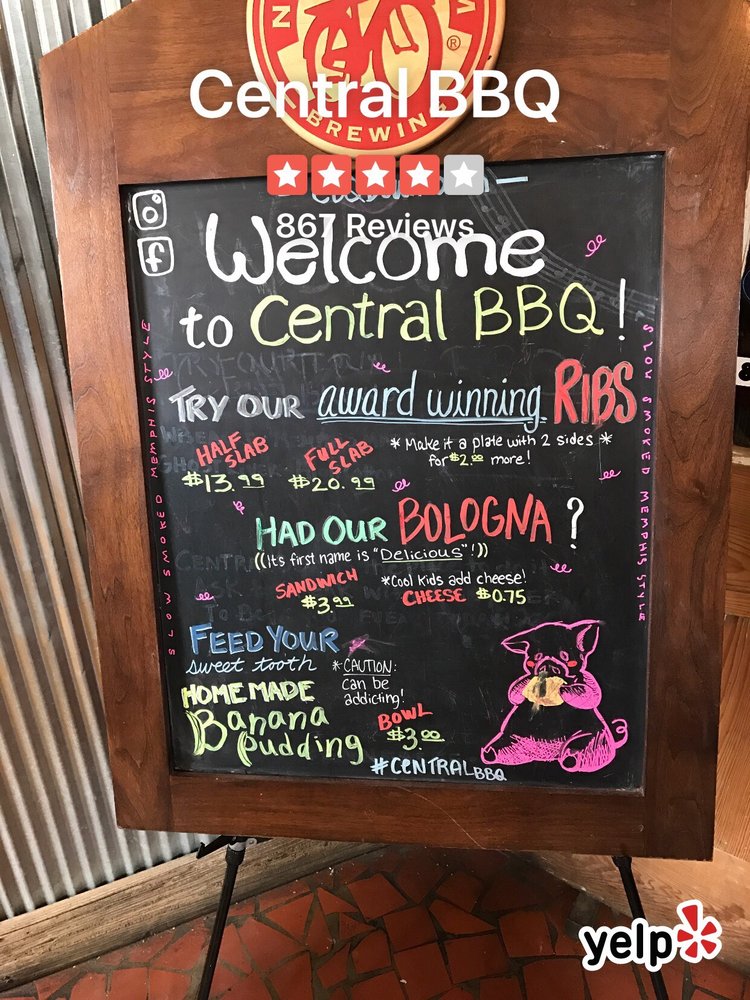 BREWING
Central BBQ
867 Reviews
Welcome
to Central BBQ!
TRY OUR award winning RIBS
HALF SLAB
$13.99
FULL SLAB
$20.99
* Make it a plate with 2 sides *
for $2.00 more!
HAD OUR BOLOGNA?
((Its first name is "Delicious"!))
SANDWICH
$3.99
*Cool kids add cheese!
CHEESE $0.75
FEED YOUR
sweet tooth
HOMEMADE
Banana
Pudding
*CAUTION:
can be
addicting!
BOWL
$3.00
#CENTRALBBQ
SLOW SMOKED MEMPHIS STYLE
SLOW SMOKED MEMPHIS STYLE
yelp